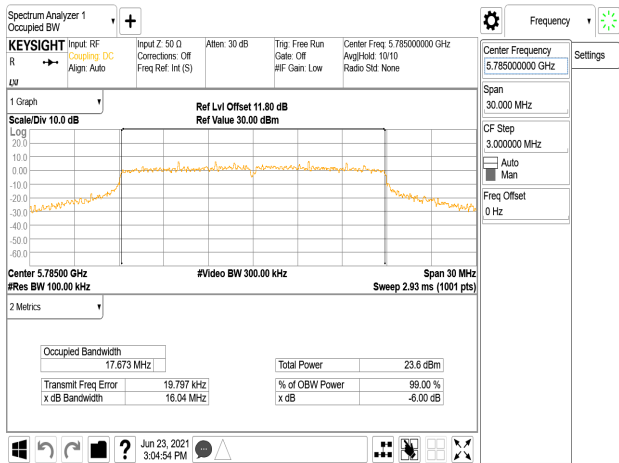 Spectrum Analyzer 1
Occupied BW
Frequency
KEYSIGHT
R
LXI
Input: RF
Coupling: DC
Align: Auto
Input Z: 50 Ω
Corrections: Off
Freq Ref: Int (S)
Atten: 30 dB
Trig: Free Run
Gate: Off
#IF Gain: Low
Center Freq: 5.785000000 GHz
Avg|Hold: 10/10
Radio Std: None
Center Frequency
5.785000000 GHz
Settings
Span
30.000 MHz
CF Step
3.000000 MHz
Auto
Man
Freq Offset
0 Hz
1 Graph
Scale/Div 10.0 dB
Ref Lvl Offset 11.80 dB
Ref Value 30.00 dBm
Log
20.0
10.0
0.00
-10.0
-20.0
-30.0
-40.0
-50.0
-60.0
Center 5.78500 GHz
#Video BW 300.00 kHz
Span 30 MHz
#Res BW 100.00 kHz
Sweep 2.93 ms (1001 pts)
2 Metrics
Occupied Bandwidth
17.673 MHz
Total Power 23.6 dBm
Transmit Freq Error 19.797 kHz
% of OBW Power 99.00 %
x dB Bandwidth 16.04 MHz
x dB -6.00 dB
?
Jun 23, 2021
3:04:54 PM